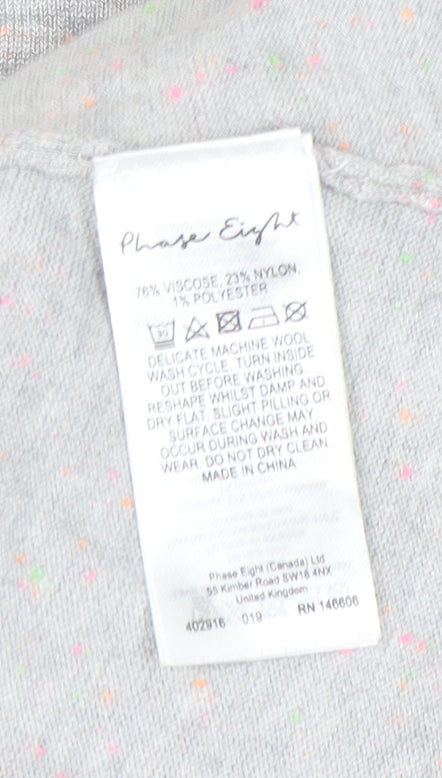 Phase Eight
76% VISCOSE, 23% NYLON,
1% POLYESTER
30
DELICATE MACHINE WOOL
WASH CYCLE. TURN INSIDE
OUT BEFORE WASHING.
RESHAPE WHILST DAMP AND
DRY FLAT. SLIGHT PILLING OR
SURFACE CHANGE MAY
OCCUR DURING WASH AND
WEAR. DO NOT DRY CLEAN.
MADE IN CHINA
Phase Eight (Canada) Ltd
55 Kimber Road SW18 4NX
United Kingdom
402916 019 RN 146606